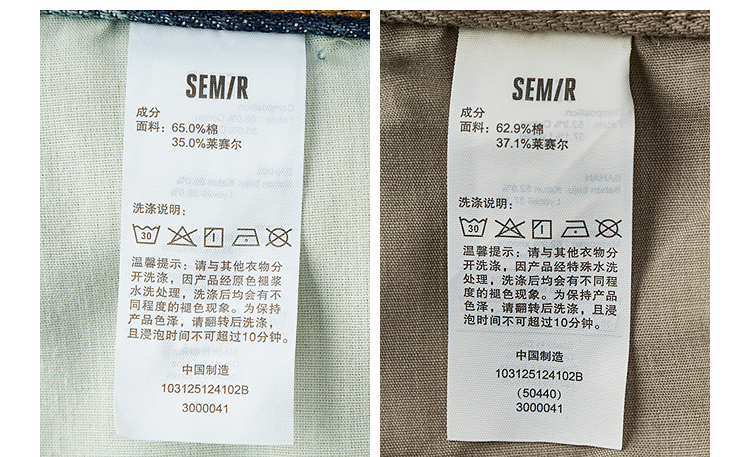 SEM/R
成分
面料：65.0%棉
35.0%莱赛尔
洗涤说明：
30
1
温馨提示：请与其他衣物分
开洗涤，因产品经原色褪浆
水洗处理，洗涤后均会有不
同程度的褪色现象。为保持
产品色泽，请翻转后洗涤，
且浸泡时间不可超过10分钟。
中国制造
103125124102B
3000041
SEM/R
成分
面料：62.9%棉
37.1%莱赛尔
洗涤说明：
30
1
温馨提示：请与其他衣物分
开洗涤，因产品经特殊水洗
处理，洗涤后均会有不同程
度的褪色现象。为保持产品
色泽，请翻转后洗涤，且浸
泡时间不可超过10分钟。
中国制造
103125124102B
（50440）
3000041